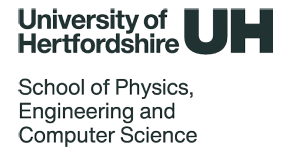 University of
Hertfordshire UH
School of Physics,
Engineering and
Computer Science